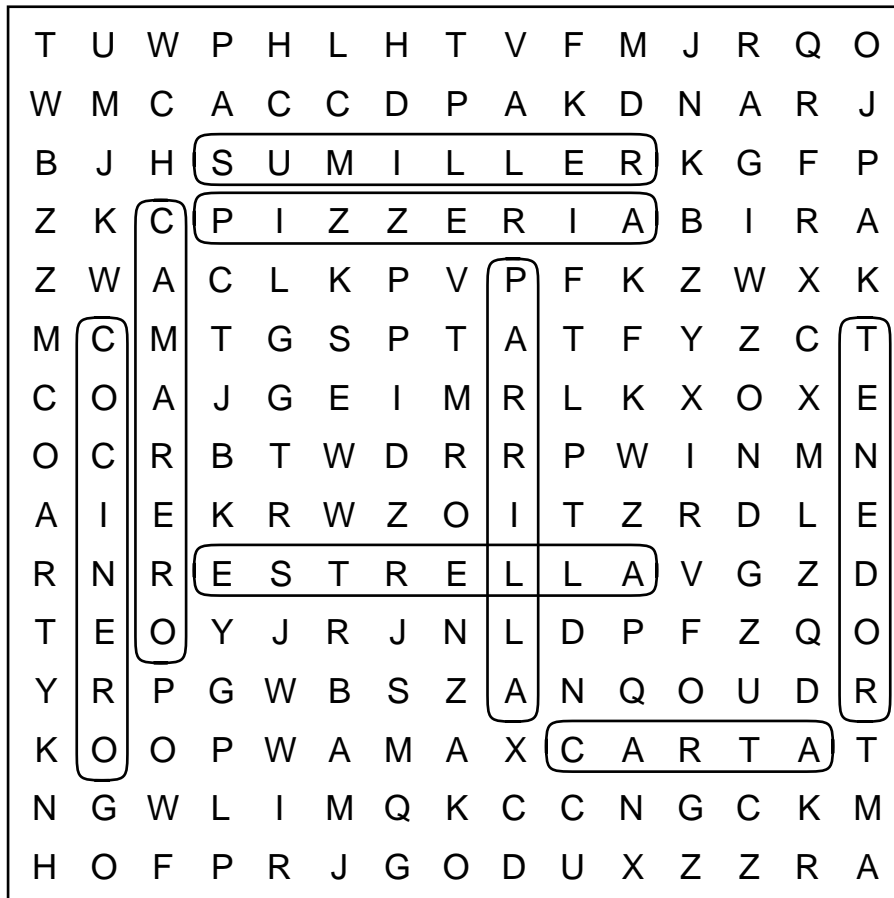 T U W P H L H T V F M J R Q O
W M C A C C D P A K D N A R J
B J H S U M I L L E R K G F P
Z K C P I Z Z E R I A B I R A
Z W A C L K P V P F K Z W X K
M C M T G S P T A T F Y Z C T
C O A J G E I M R L K X O X E
O C R B T W D R R P W I N M N
A I E K R W Z O I T Z R D L E
R N R E S T R E L L A V G Z D
T E O Y J R J N L D P F Z Q O
Y R P G W B S Z A N Q O U D R
K O O P W A M A X C A R T A T
N G W L I M Q K C C N G C K M
H O F P R J G O D U X Z Z R A